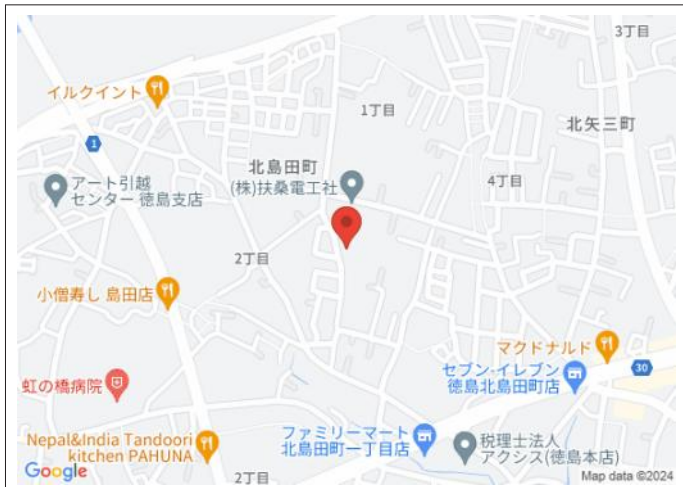 3丁目
イルクイント
1丁目
北矢三町
1
北島田町
(株)扶桑電工社
アート引越
センター 徳島支店
4丁目
2丁目
小僧寿し 島田店
マクドナルド
セブン-イレブン
徳島北島田町店
30
虹の橋病院
ファミリーマート
北島田町一丁目店
Nepal&India Tandoori
kitchen PAHUNA
税理士法人
アクシス(徳島本店)
Google
2丁目
Map data ©2024